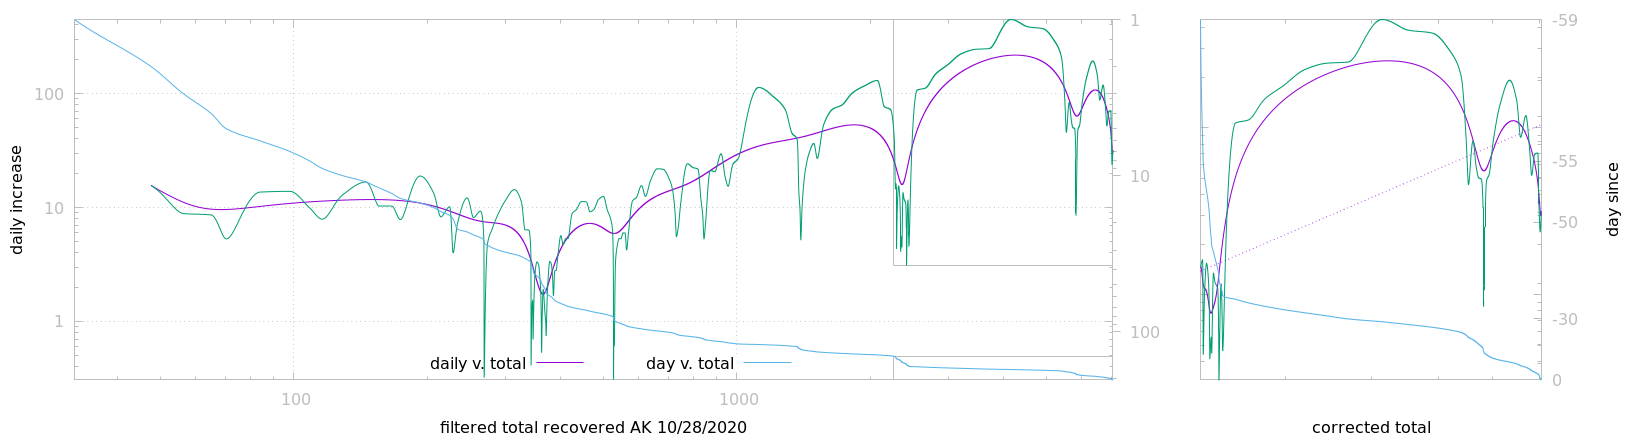 daily increase
100
10
1
100
1000
daily v. total
day v. total
filtered total recovered AK 10/28/2020
1
10
100
-59
-55
-50
-30
0
day since
corrected total